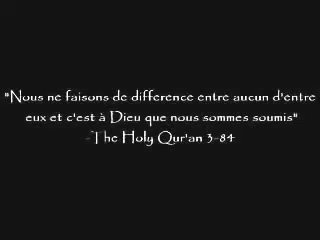 "Nous ne faisons de difference entre aucun d'entre
eux et c'est à Dieu que nous sommes soumis"
-The Holy Qur'an 3-84